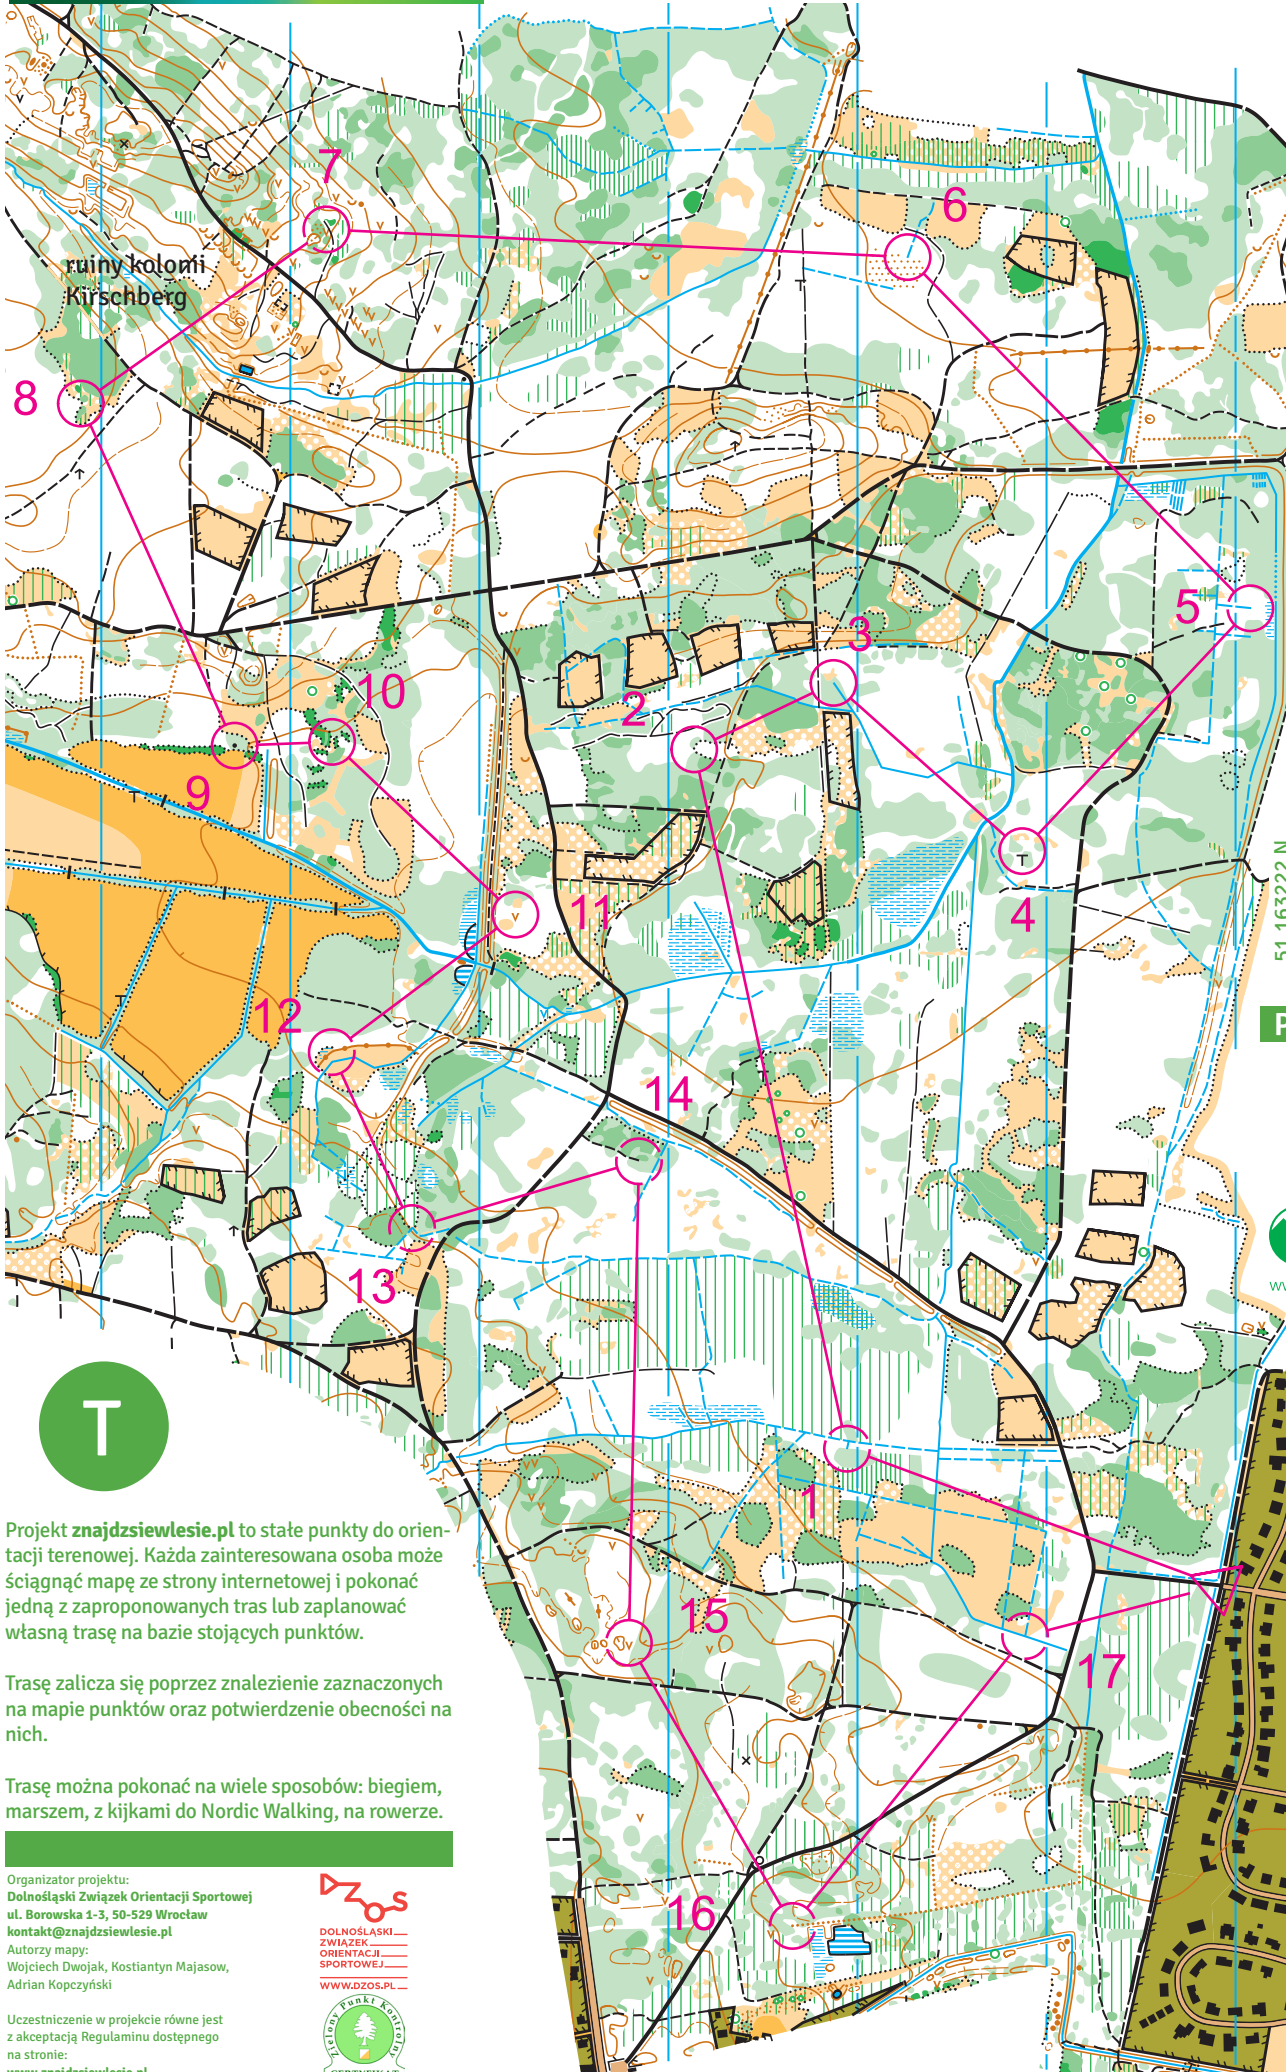 7
6
ruiny kolonii
Kirschberg
8
5
3
10
2
9
11
4
51.163222 N
P
12
14
13
T
1
15
17
16
Projekt znajdzsiewlesie.pl to stałe punkty do orien-
tacji terenowej. Każda zainteresowana osoba może
ściągnąć mapę ze strony internetowej i pokonać
jedną z zaproponowanych tras lub zaplanować
własną trasę na bazie stojących punktów.
Trasę zalicza się poprzez znalezienie zaznaczonych
na mapie punktów oraz potwierdzenie obecności na
nich.
Trasę można pokonać na wiele sposobów: biegiem,
marszem, z kijkami do Nordic Walking, na rowerze.
Organizator projektu:
Dolnośląski Związek Orientacji Sportowej
ul. Borowska 1-3, 50-529 Wrocław
kontakt@znajdzsiewlesie.pl
Autorzy mapy:
Wojciech Dwojak, Kostiantyn Majasow,
Adrian Kopczyński
Uczestniczenie w projekcie równe jest
z akceptacją Regulaminu dostępnego
na stronie:
www.znajdzsiewlesie.pl
DZOS
DOLNOŚLĄSKI
ZWIĄZEK
ORIENTACJI
SPORTOWEJ
WWW.DZOS.PL
Zielony Punkt Kontrolny
CERTYFIKAT